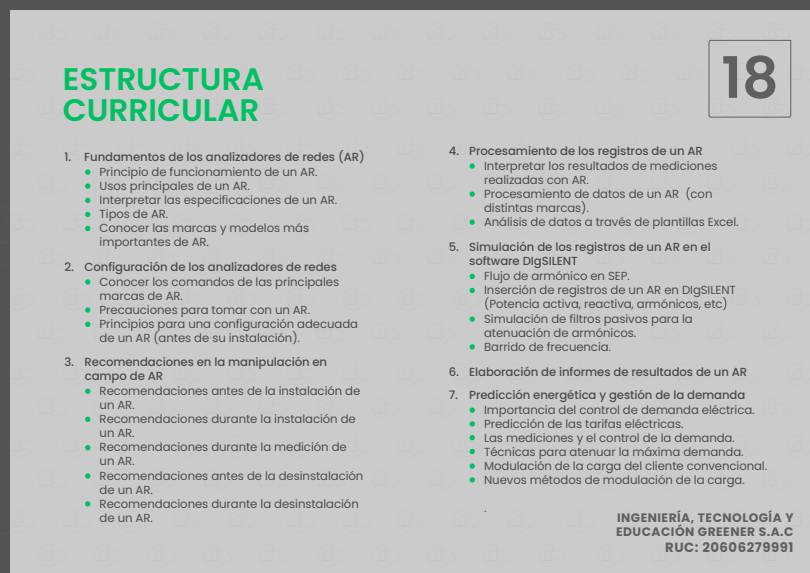 ESTRUCTURA
CURRICULAR
18
1. Fundamentos de los analizadores de redes (AR)
● Principio de funcionamiento de un AR.
● Usos principales de un AR.
● Interpretar las especificaciones de un AR.
● Tipos de AR.
● Conocer las marcas y modelos más
importantes de AR.
2. Configuración de los analizadores de redes
● Conocer los comandos de las principales
marcas de AR.
● Precauciones para tomar con un AR.
● Principios para una configuración adecuada
de un AR (antes de su instalación).
3. Recomendaciones en la manipulación en
campo de AR
● Recomendaciones antes de la instalación de
un AR.
● Recomendaciones durante la instalación de
un AR.
● Recomendaciones durante la medición de
un AR.
● Recomendaciones antes de la desinstalación
de un AR.
● Recomendaciones durante la desinstalación
de un AR.
4. Procesamiento de los registros de un AR
● Interpretar los resultados de mediciones
realizadas con AR.
● Procesamiento de datos de un AR (con
distintas marcas).
● Análisis de datos a través de plantillas Excel.
5. Simulación de los registros de un AR en el
software DIgSILENT
● Flujo de armónico en SEP.
● Inserción de registros de un AR en DIgSILENT
(Potencia activa, reactiva, armónicos, etc)
● Simulación de filtros pasivos para la
atenuación de armónicos.
● Barrido de frecuencia.
6. Elaboración de informes de resultados de un AR
7. Predicción energética y gestión de la demanda
● Importancia del control de demanda eléctrica.
● Predicción de las tarifas eléctricas.
● Las mediciones y el control de la demanda.
● Técnicas para atenuar la máxima demanda.
● Modulación de la carga del cliente convencional.
● Nuevos métodos de modulación de la carga.
.
INGENIERÍA, TECNOLOGÍA Y
EDUCACIÓN GREENER S.A.C
RUC: 20606279991